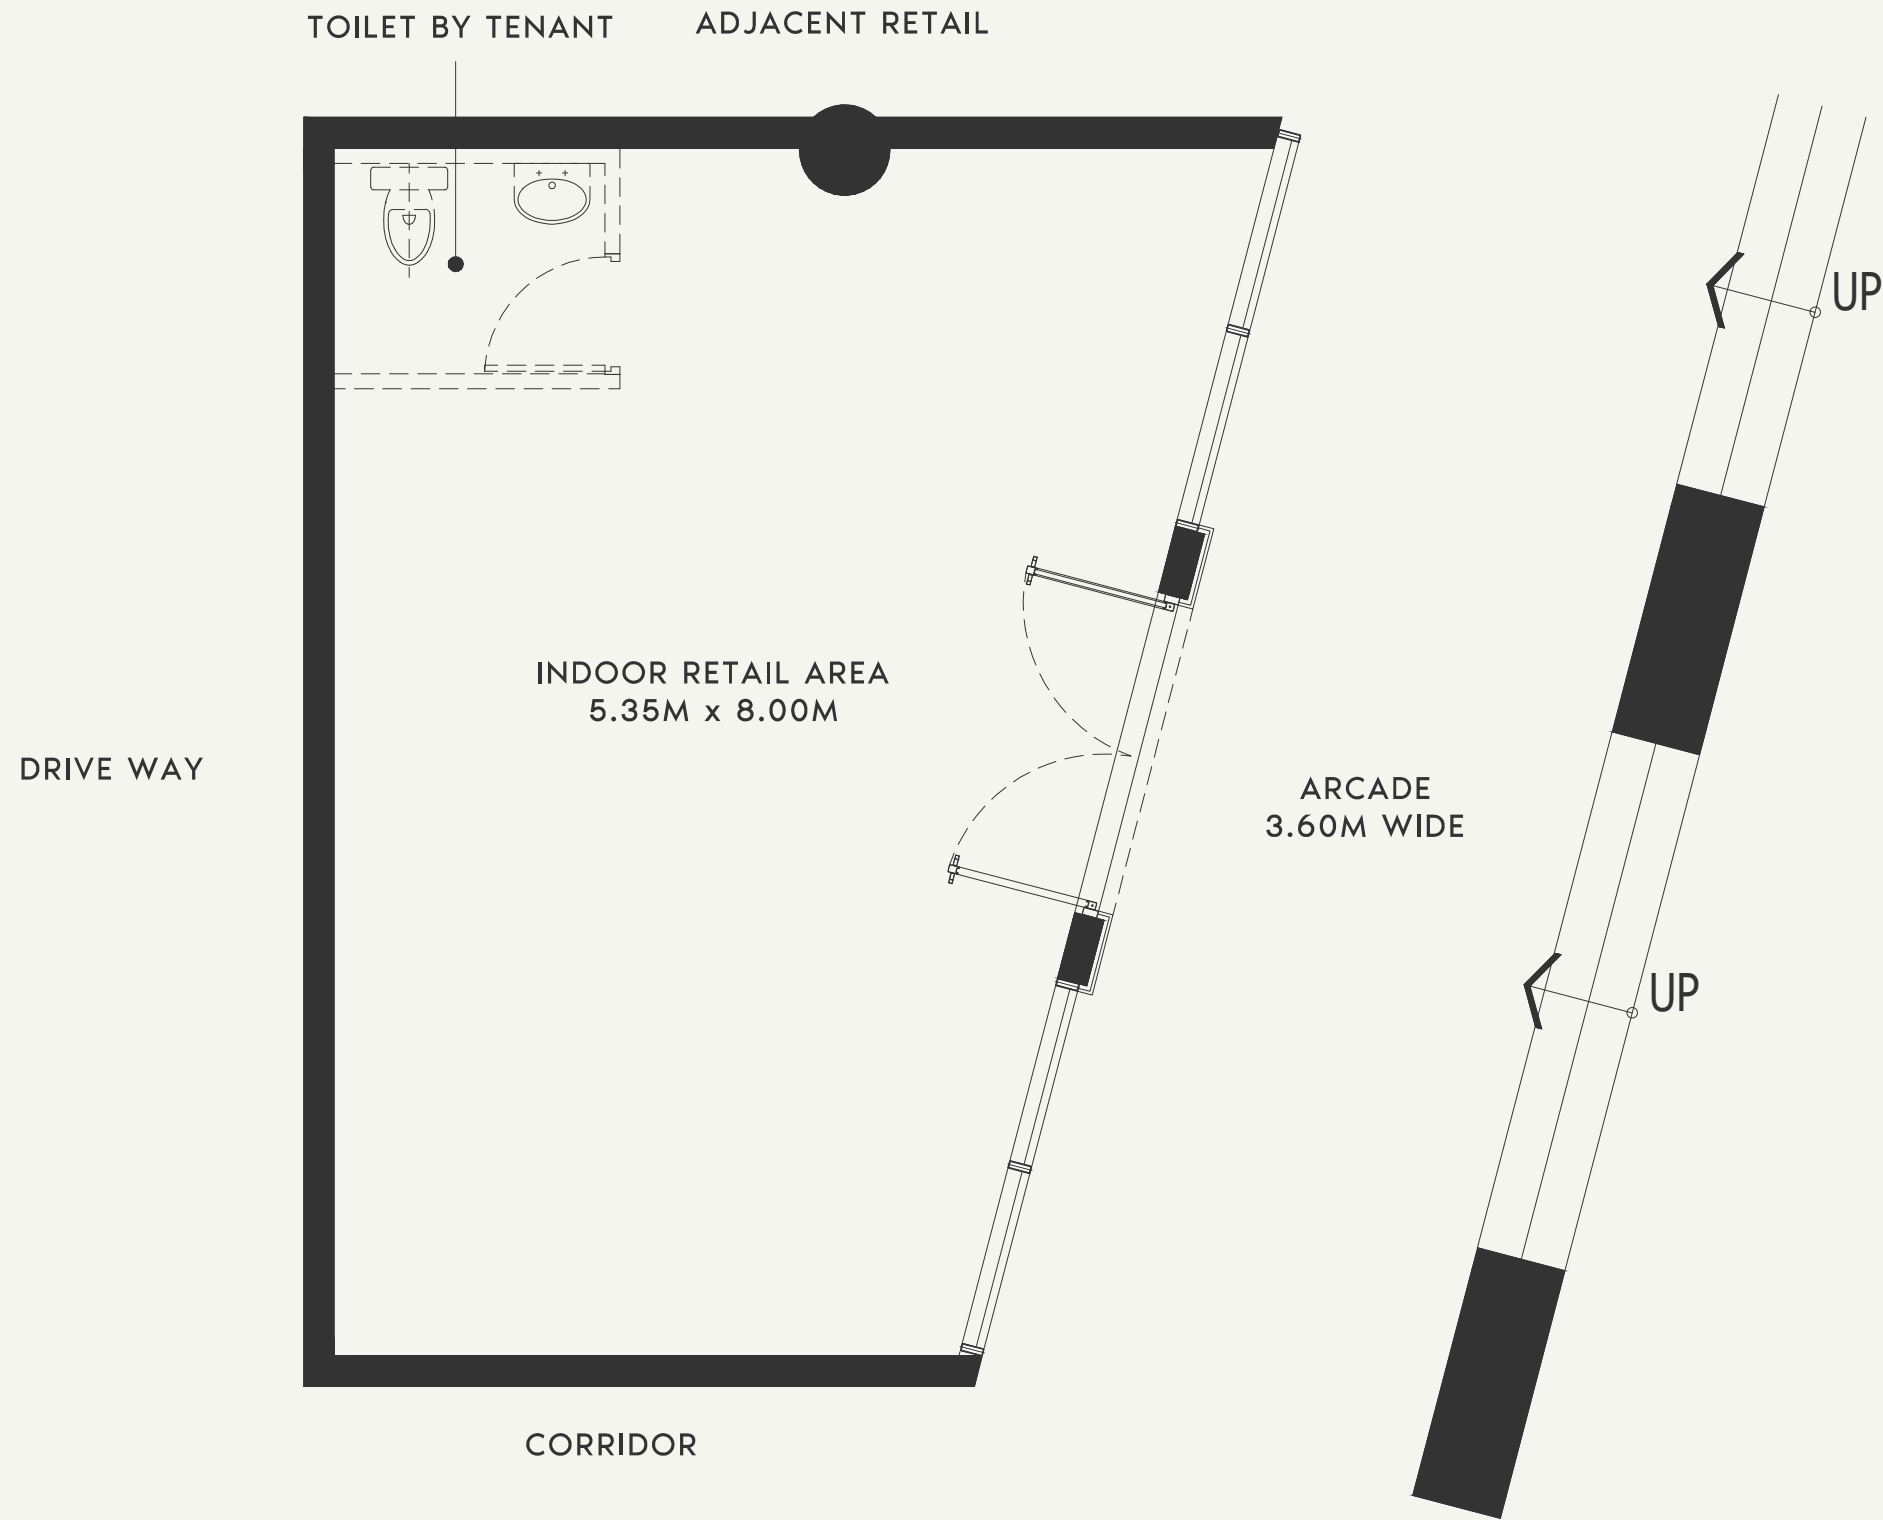 TOILET BY TENANT
ADJACENT RETAIL
UP
INDOOR RETAIL AREA
5.35M x 8.00M
DRIVE WAY
ARCADE
3.60M WIDE
UP
CORRIDOR